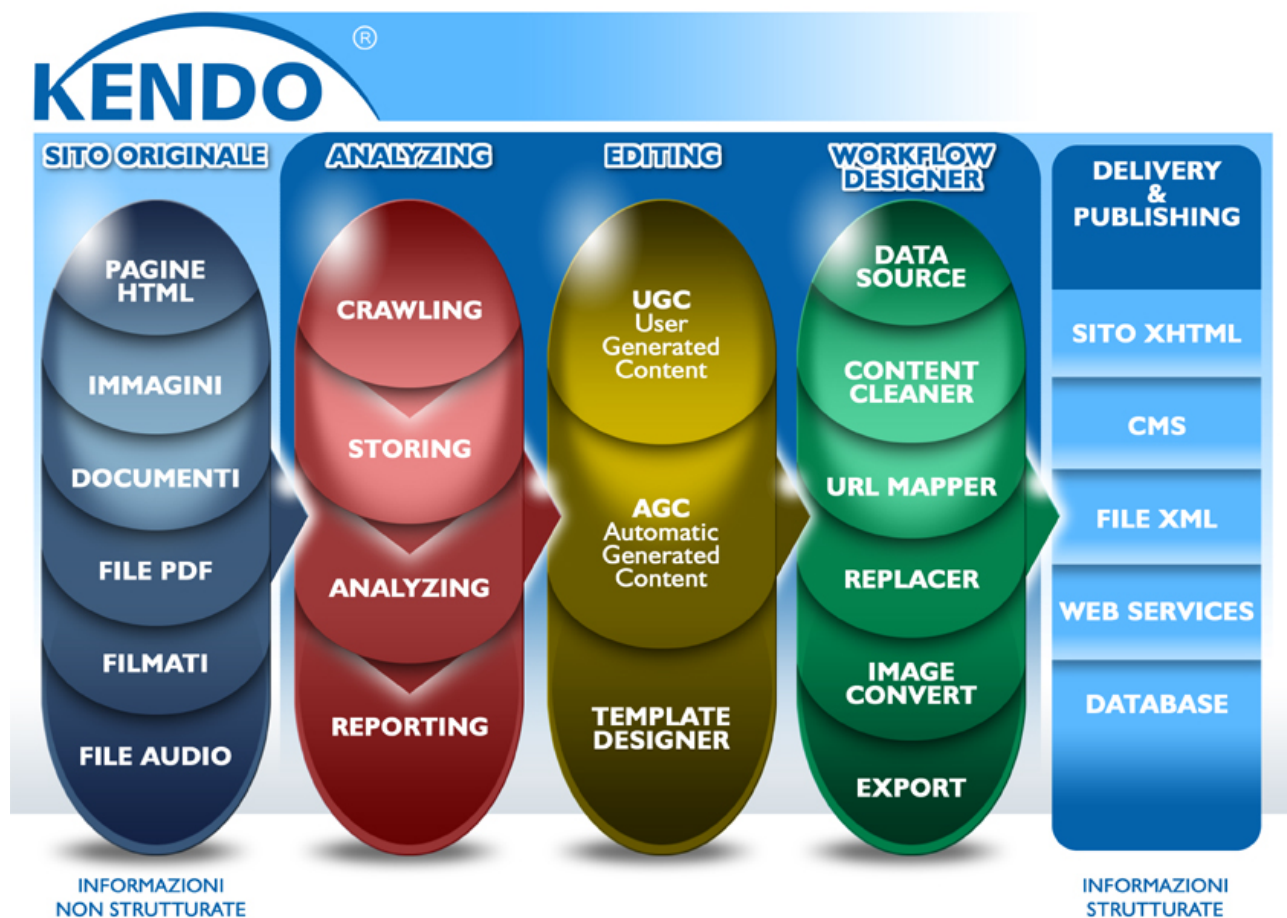 KENDO
®
SITO ORIGINALE
PAGINE
HTML
IMMAGINI
DOCUMENTI
FILE PDF
FILMATI
FILE AUDIO
INFORMAZIONI
NON STRUTTURATE
ANALYZING
CRAWLING
STORING
ANALYZING
REPORTING
EDITING
UGC
User
Generated
Content
AGC
Automatic
Generated
Content
TEMPLATE
DESIGNER
WORKFLOW
DESIGNER
DATA
SOURCE
CONTENT
CLEANER
URL MAPPER
REPLACER
IMAGE
CONVERT
EXPORT
DELIVERY
&
PUBLISHING
SITO XHTML
CMS
FILE XML
WEB SERVICES
DATABASE
INFORMAZIONI
STRUTTURATE